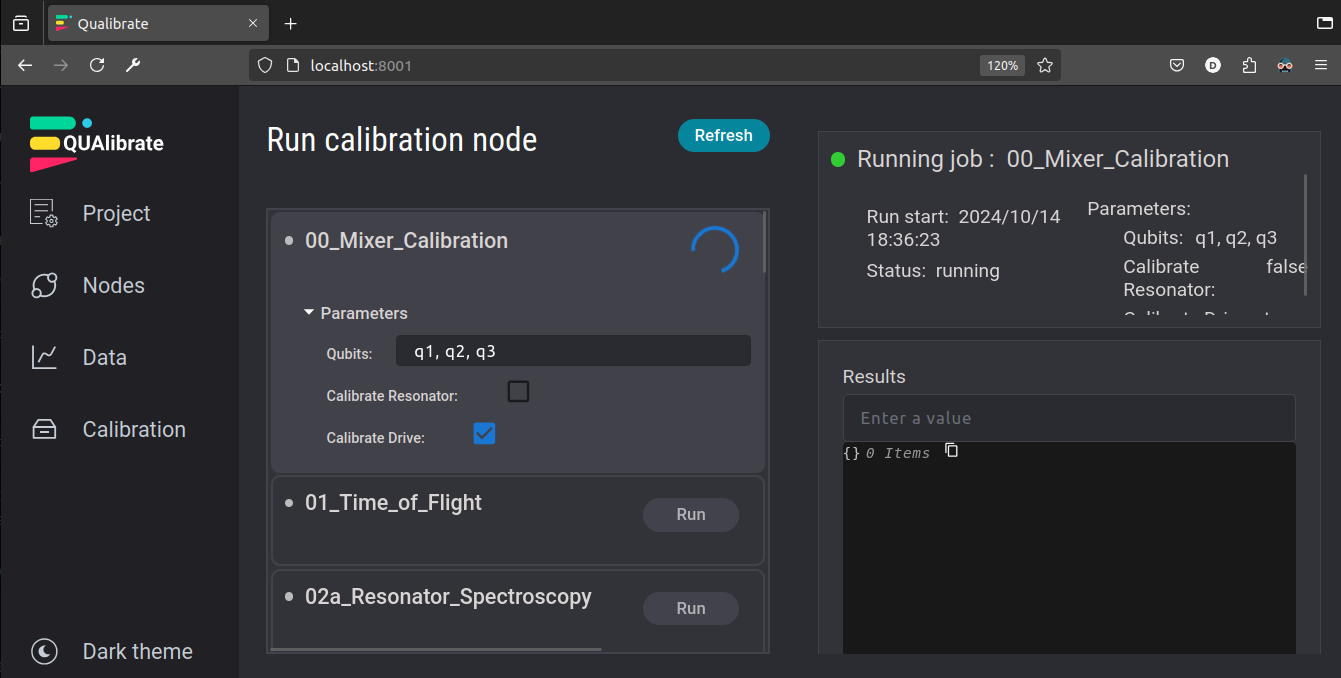 Qualibrate
localhost:8001
120%
D
QUAlibrate
Project
Nodes
Data
Calibration
Dark theme
Run calibration node
Refresh
00_Mixer_Calibration
Parameters
Qubits: q1, q2, q3
Calibrate Resonator:
Calibrate Drive:
01_Time_of_Flight
Run
02a_Resonator_Spectroscopy
Run
Running job : 00_Mixer_Calibration
Run start: 2024/10/14
18:36:23
Status: running
Parameters:
Qubits: q1, q2, q3
Calibrate false
Resonator:
Results
Enter a value
{} 0 Items